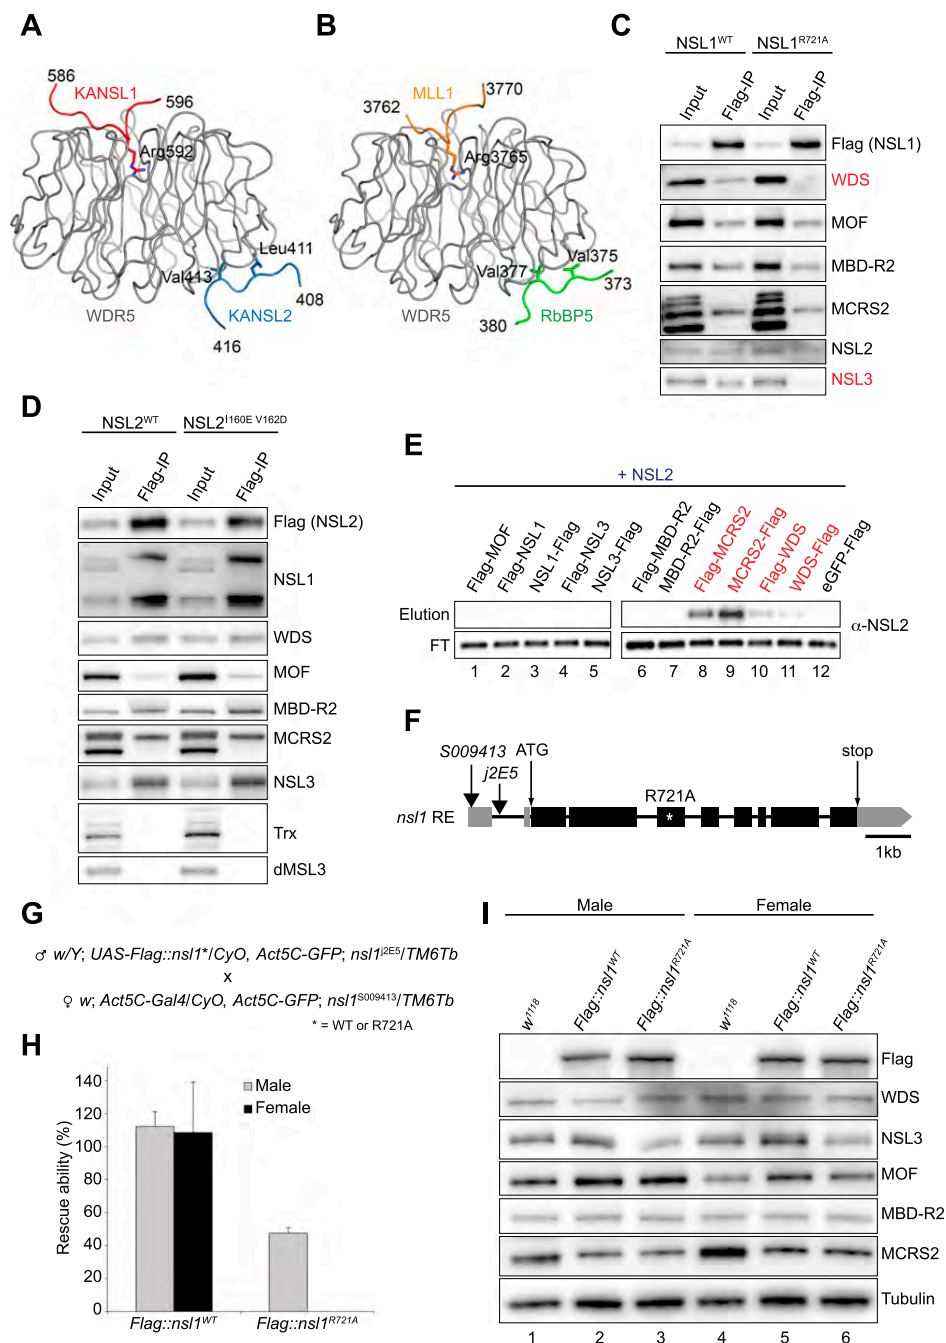 A
586
KANSL1
596
Arg592
Leu411
Val413
408
WDR5
KANSL2
416
B
3770
MLL1
3762
Arg3765
Val375
Val377
373
WDR5
RbBP5
380
C
NSL1WT NSL1R721A
Input Flag-IP Input Flag-IP
Flag (NSL1)
WDS
MOF
MBD-R2
MCRS2
NSL2
NSL3
D
NSL2WT NSL2I160E V162D
Input Flag-IP Input Flag-IP
Flag (NSL2)
NSL1
WDS
MOF
MBD-R2
MCRS2
NSL3
Trx
dMSL3
E
+ NSL2
Flag-MOF
Flag-NSL1
NSL1-Flag
Flag-NSL3
NSL3-Flag
Flag-MBD-R2
MBD-R2-Flag
Flag-MCRS2
MCRS2-Flag
Flag-WDS
WDS-Flag
eGFP-Flag
Elution
FT
α-NSL2
1 2 3 4 5 6 7 8 9 10 11 12
F
S009413
j2E5
ATG
stop
R721A
nsl1 RE
*
1kb
G
♂ w/Y; UAS-Flag::nsl1*/CyO, Act5C-GFP; nsl1j2E5/TM6Tb
x
♀ w; Act5C-Gal4/CyO, Act5C-GFP; nsl1S009413/TM6Tb
* = WT or R721A
H
Rescue ability (%)
140
120
100
80
60
40
20
0
Male
Female
Flag::nsl1WT Flag::nsl1R721A
I
Male Female
w1118 Flag::nsl1WT Flag::nsl1R721A w1118 Flag::nsl1WT Flag::nsl1R721A
Flag
WDS
NSL3
MOF
MBD-R2
MCRS2
Tubulin
1 2 3 4 5 6